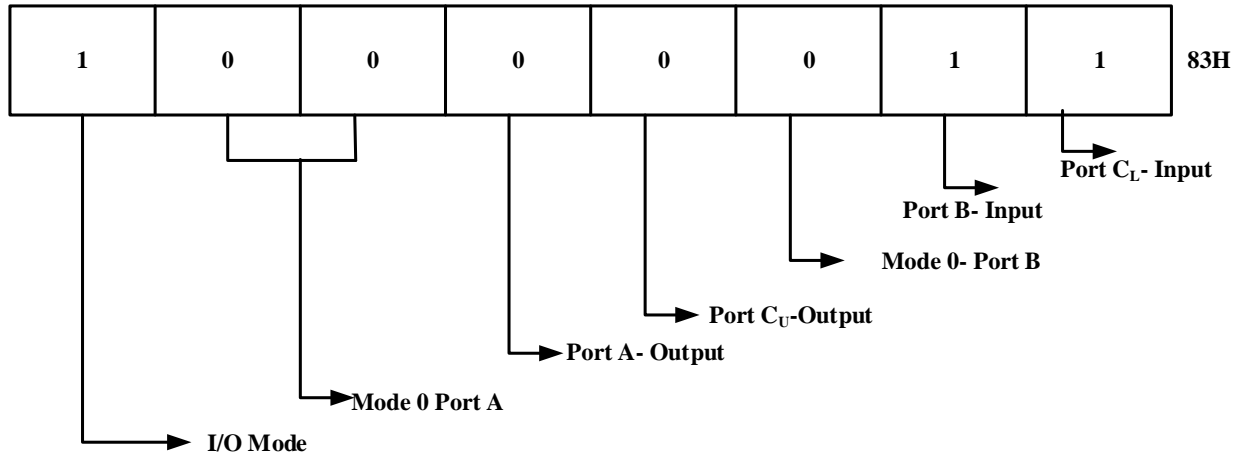 1 0 0 0 0 0 1 1 83H
Port CL- Input
Port B- Input
Mode 0- Port B
Port CU-Output
Port A- Output
Mode 0 Port A
I/O Mode